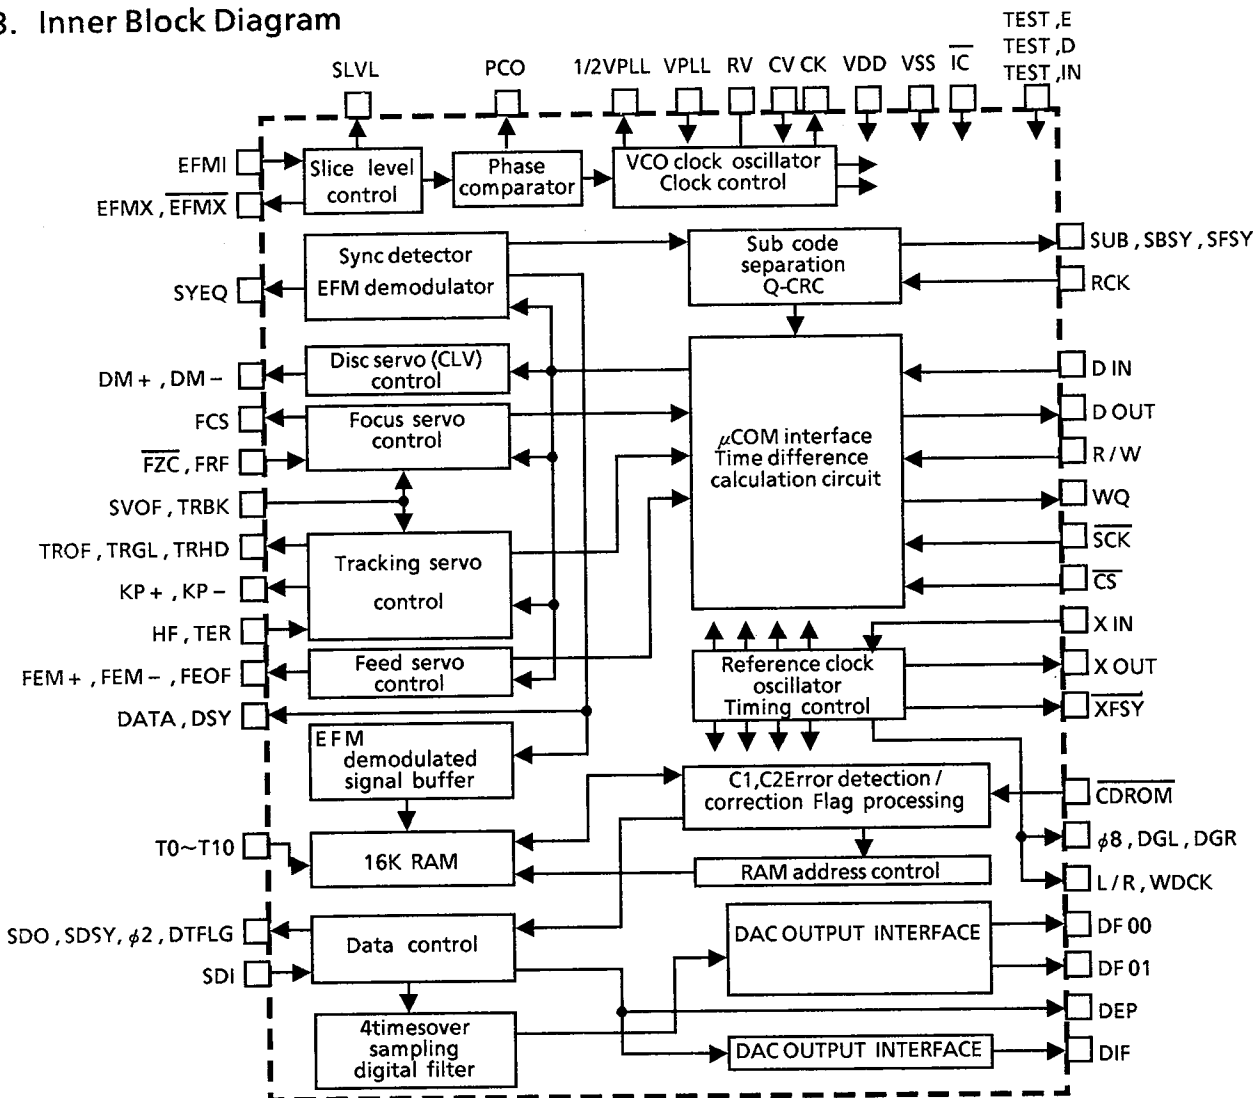 3. Inner Block Diagram
TEST ,E
TEST ,D
TEST ,IN
SLVL
PCO
1/2VPLL
VPLL
RV
CV
CK
VDD
VSS
I̅C̅
EFMI
EFMX , E̅F̅M̅X̅
Slice level
control
Phase
comparator
VCO clock oscillator
Clock control
SYEQ
Sync detector
EFM demodulator
Sub code
separation
Q-CRC
SUB , SBSY , SFSY
RCK
DM + , DM −
Disc servo (CLV)
control
FCS
F̅Z̅C̅ , FRF
Focus servo
control
SVOF , TRBK
TROF , TRGL , TRHD
KP + , KP −
HF , TER
Tracking servo
control
FEM + , FEM − , FEOF
Feed servo
control
μCOM interface
Time difference
calculation circuit
D IN
D OUT
R / W
WQ
S̅C̅K̅
C̅S̅
X IN
X OUT
X̅F̅S̅Y̅
Reference clock
oscillator
Timing control
DATA , DSY
EFM
demodulated
signal buffer
C1,C2Error detection /
correction Flag processing
C̅D̅R̅O̅M̅
T0~T10
16K RAM
RAM address control
φ8 , DGL , DGR
L / R , WDCK
SDO , SDSY , φ2 , DTFLG
SDI
Data control
DAC OUTPUT INTERFACE
DF 00
DF 01
4timesover
sampling
digital filter
DAC OUTPUT INTERFACE
DEP
DIF